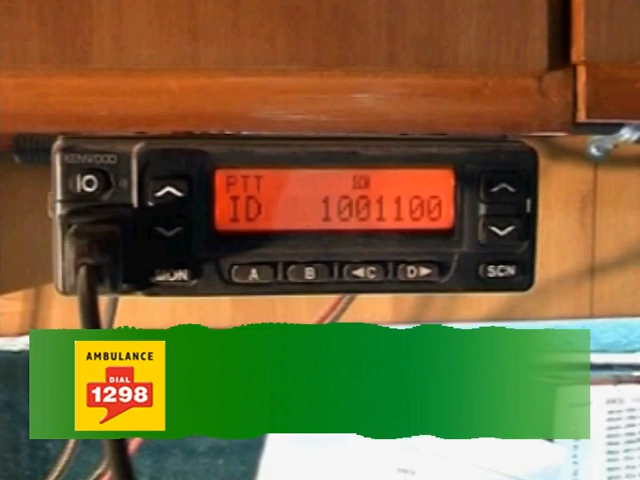 KENWOOD
PTT SCN
ID 1001100
MON A B ◀C D▶ SCN
AMBULANCE
DIAL
1298